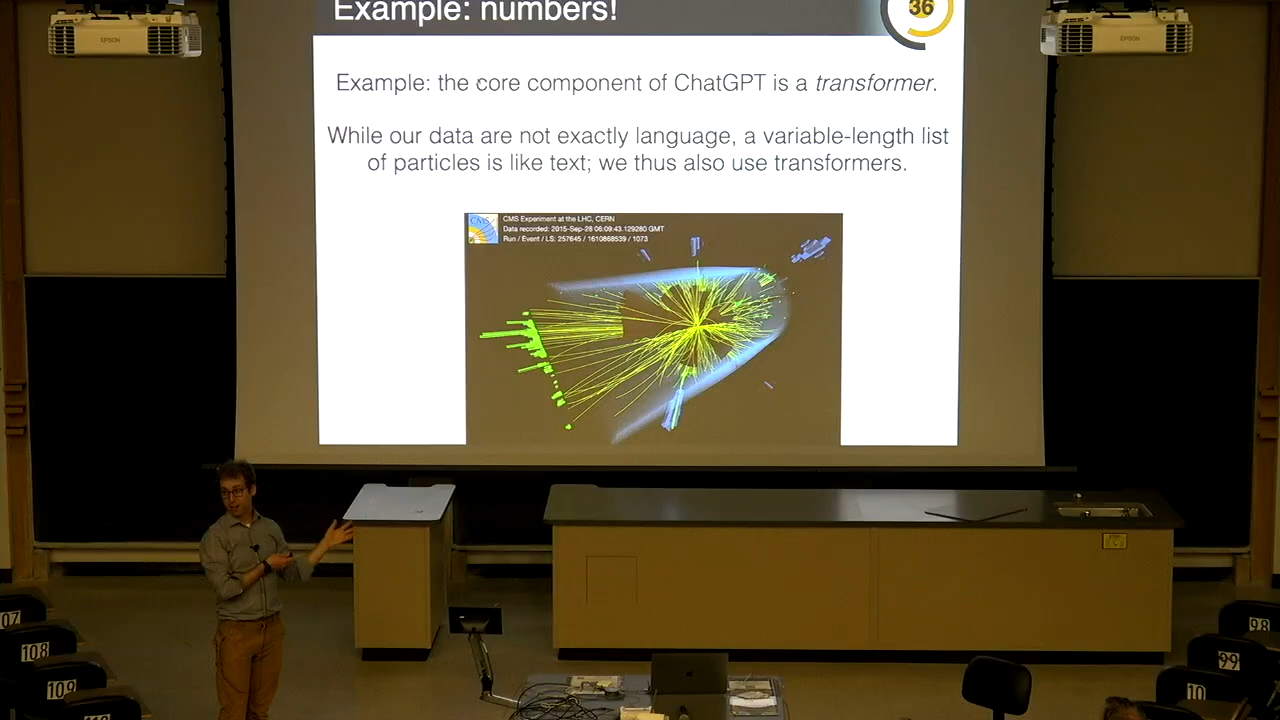 Example: numbers!
36
EPSON
EPSON
Example: the core component of ChatGPT is a transformer.
While our data are not exactly language, a variable-length list
of particles is like text; we thus also use transformers.
CMS
CMS Experiment at the LHC, CERN
Data recorded: 2015-Sep-28 06:09:43.129280 GMT
Run / Event / LS: 257645 / 1610868539 / 1073
07
108
109
98
99
10